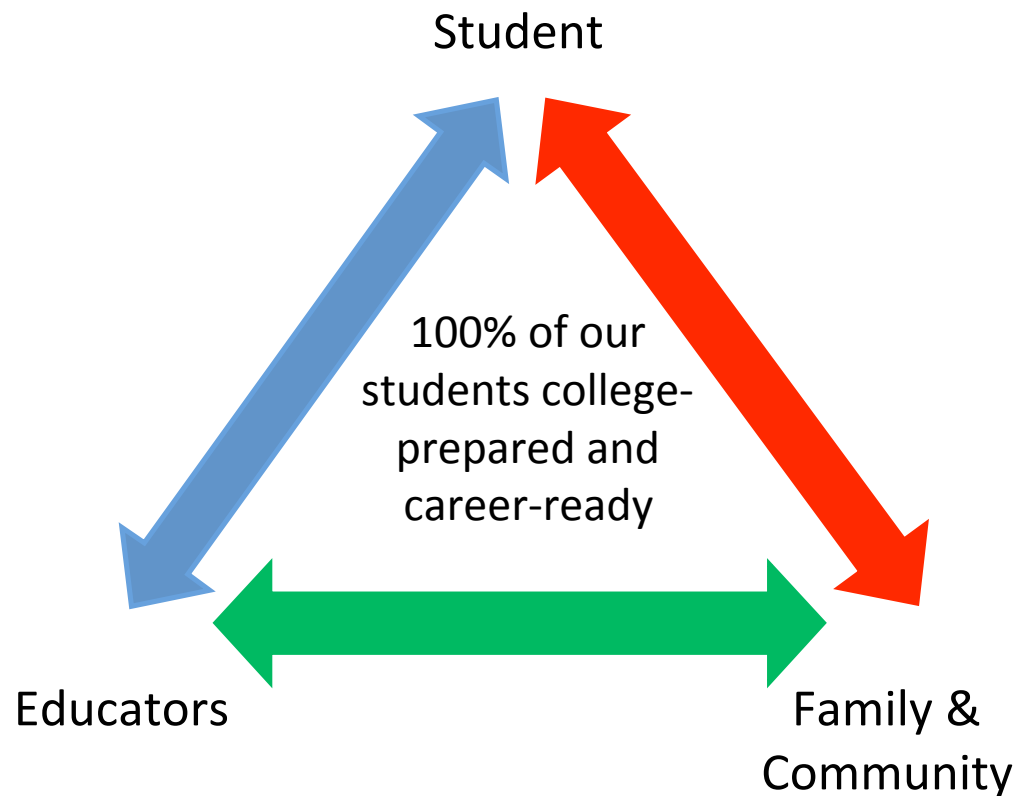 Student
100% of our
students college-
prepared and
career-ready
Educators
Family &
Community